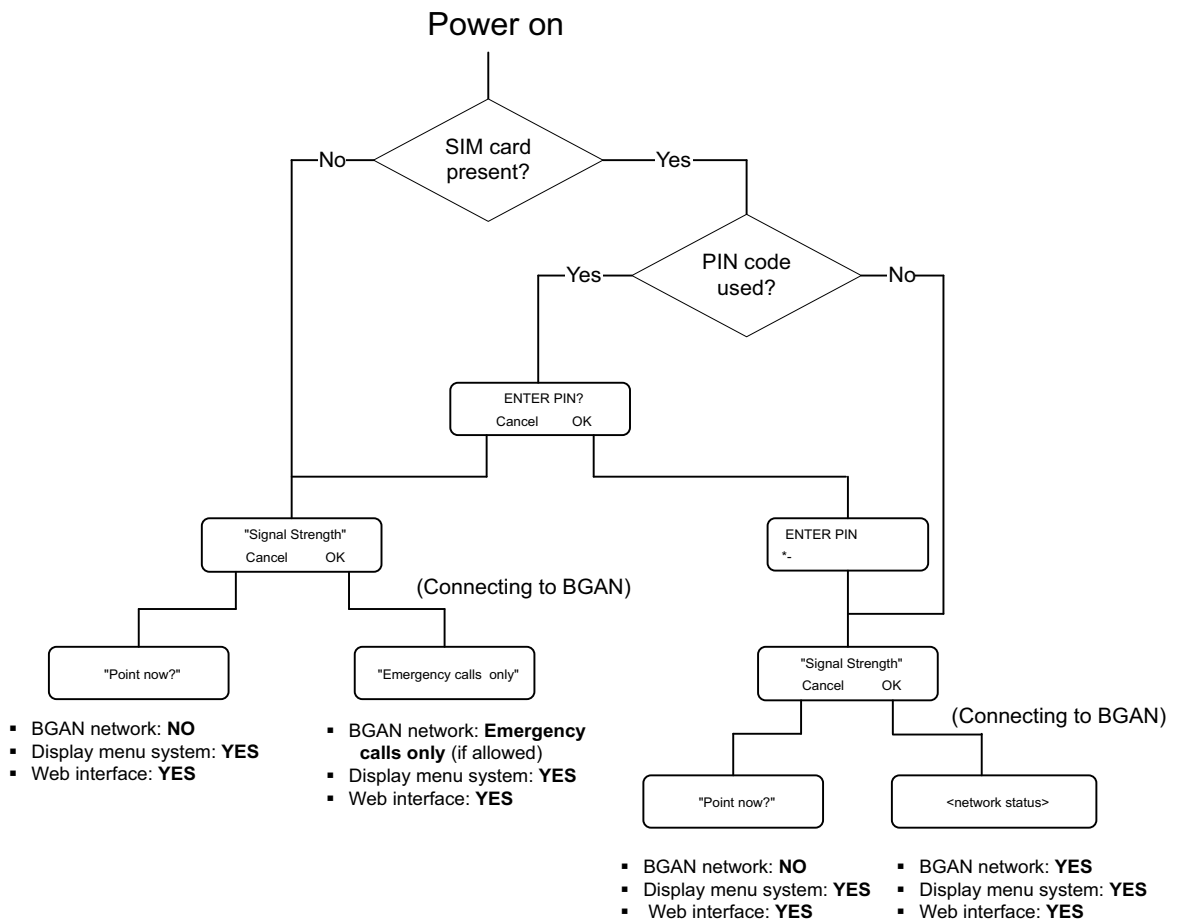 Power on
SIM card
present?
No
Yes
PIN code
used?
Yes
No
ENTER PIN?
Cancel OK
"Signal Strength"
Cancel OK
ENTER PIN
*-
(Connecting to BGAN)
"Point now?"
"Emergency calls only"
"Signal Strength"
Cancel OK
(Connecting to BGAN)
▪ BGAN network: NO
▪ Display menu system: YES
▪ Web interface: YES
▪ BGAN network: Emergency
calls only (if allowed)
▪ Display menu system: YES
▪ Web interface: YES
"Point now?"
<network status>
▪ BGAN network: NO
▪ Display menu system: YES
▪ Web interface: YES
▪ BGAN network: YES
▪ Display menu system: YES
▪ Web interface: YES